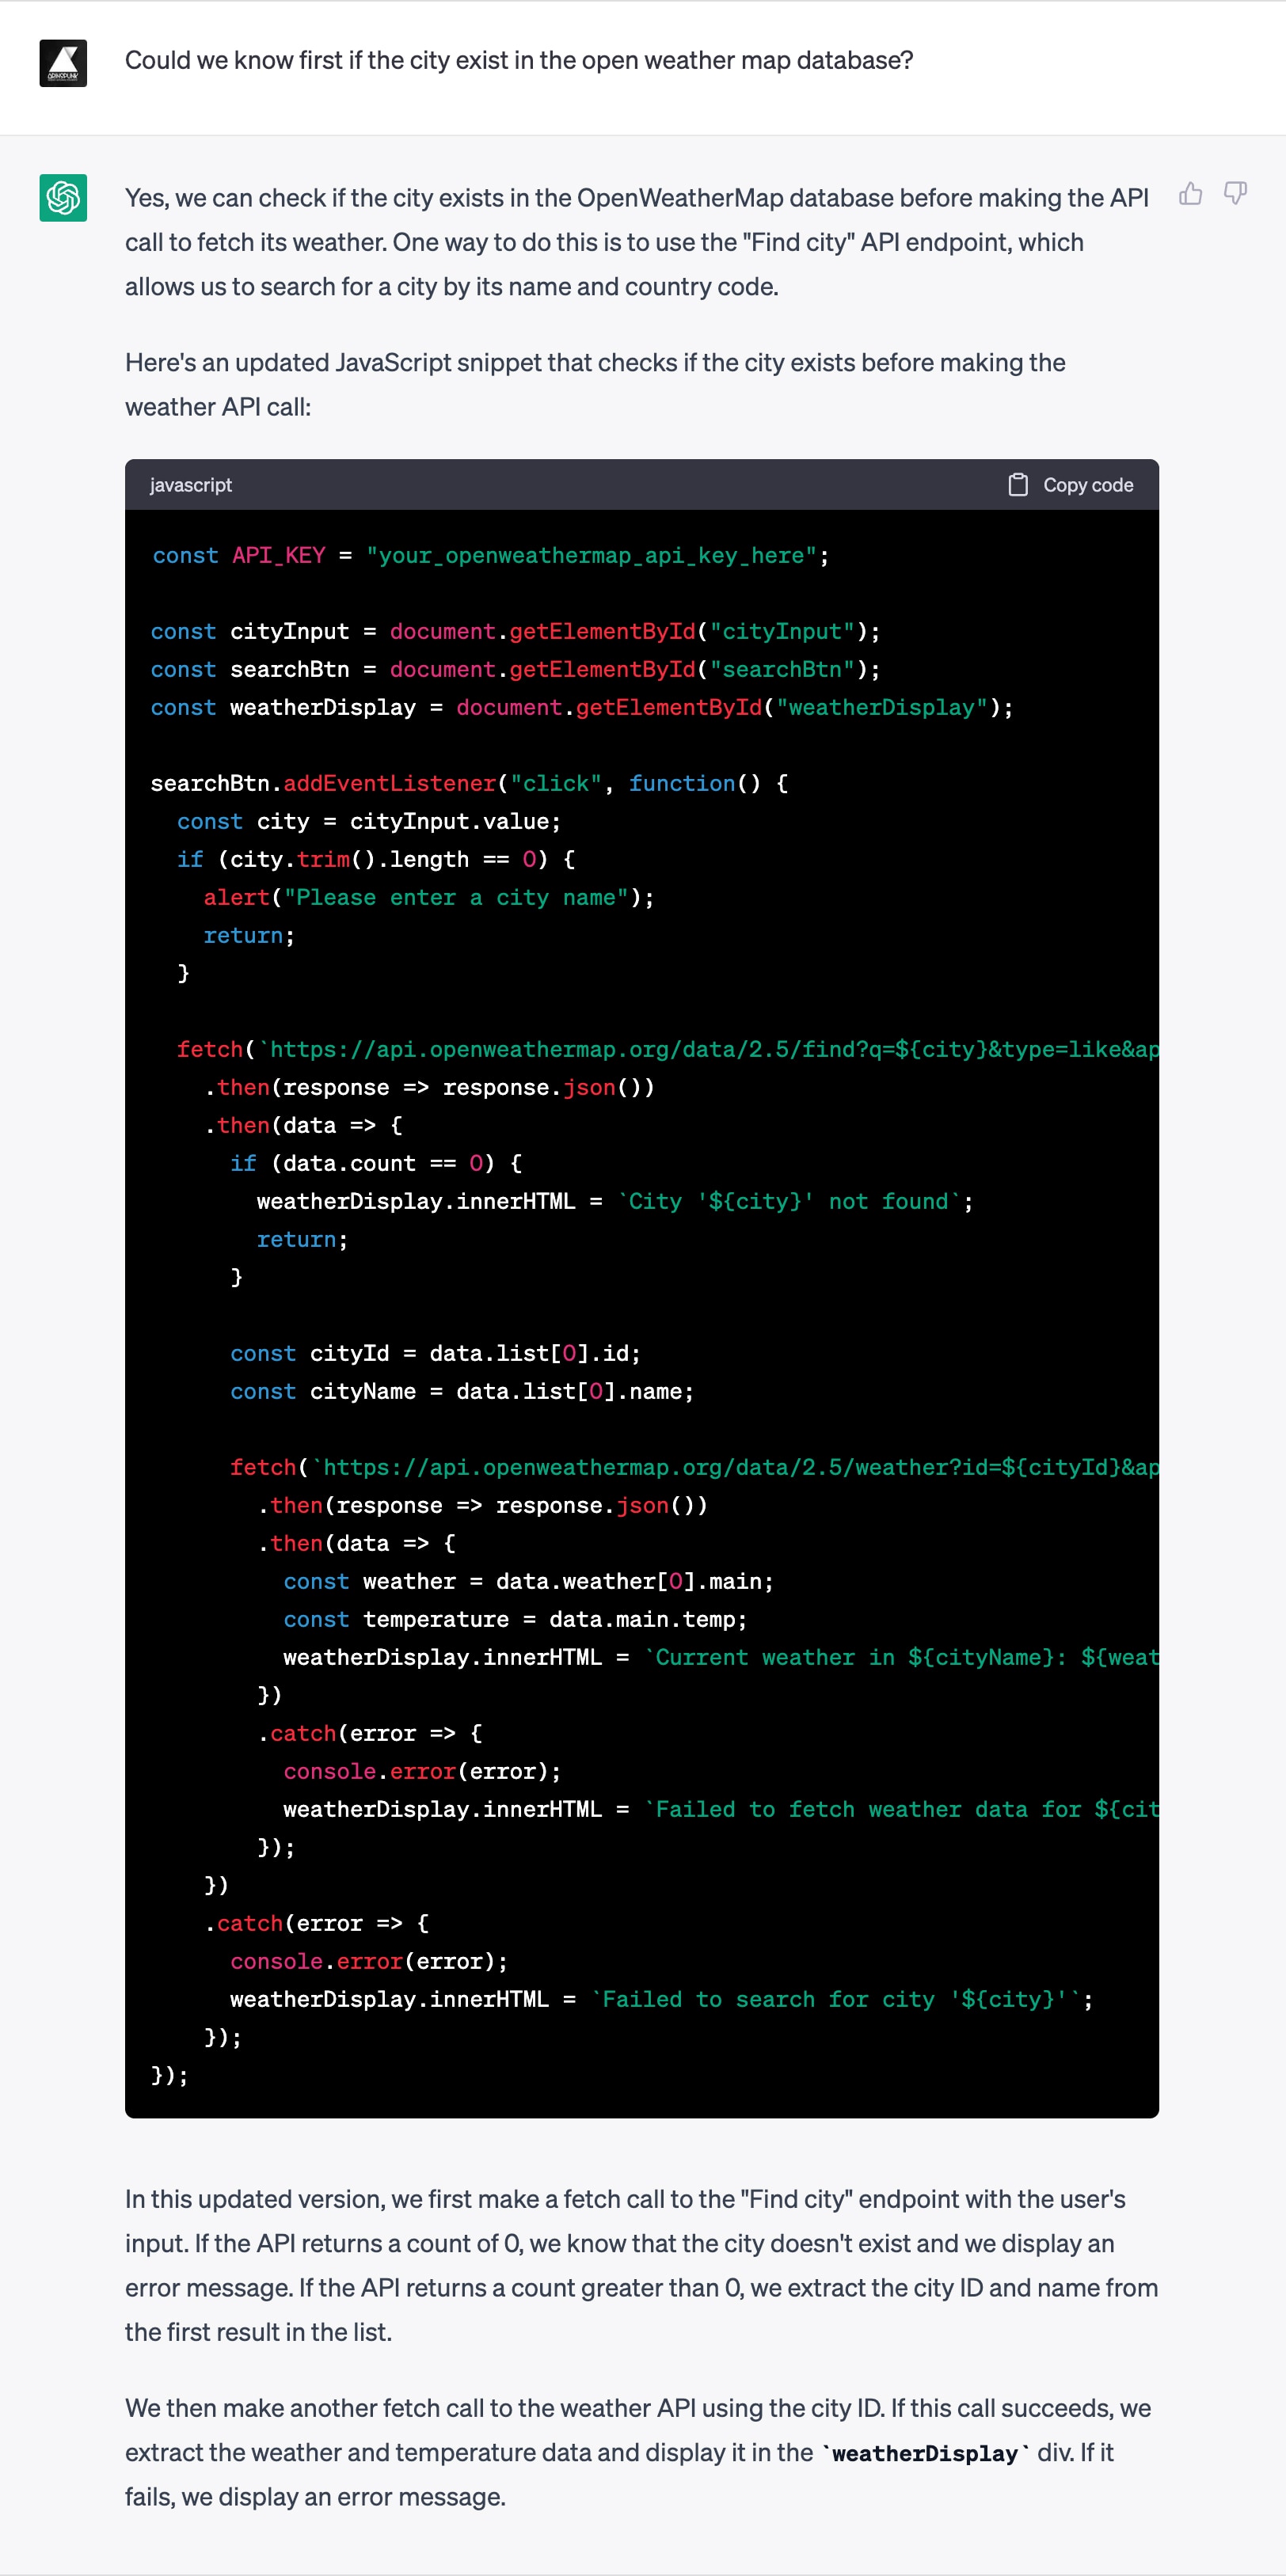 Could we know first if the city exist in the open weather map database?
Yes, we can check if the city exists in the OpenWeatherMap database before making the API
call to fetch its weather. One way to do this is to use the "Find city" API endpoint, which
allows us to search for a city by its name and country code.
Here's an updated JavaScript snippet that checks if the city exists before making the
weather API call:
javascript
Copy code
const API_KEY = "your_openweathermap_api_key_here";
const cityInput = document.getElementById("cityInput");
const searchBtn = document.getElementById("searchBtn");
const weatherDisplay = document.getElementById("weatherDisplay");
searchBtn.addEventListener("click", function() {
  const city = cityInput.value;
  if (city.trim().length == 0) {
    alert("Please enter a city name");
    return;
  }
  fetch(`https://api.openweathermap.org/data/2.5/find?q=${city}&type=like&ap
    .then(response => response.json())
    .then(data => {
      if (data.count == 0) {
        weatherDisplay.innerHTML = `City '${city}' not found`;
        return;
      }
      const cityId = data.list[0].id;
      const cityName = data.list[0].name;
      fetch(`https://api.openweathermap.org/data/2.5/weather?id=${cityId}&ap
        .then(response => response.json())
        .then(data => {
          const weather = data.weather[0].main;
          const temperature = data.main.temp;
          weatherDisplay.innerHTML = `Current weather in ${cityName}: ${weat
        })
        .catch(error => {
          console.error(error);
          weatherDisplay.innerHTML = `Failed to fetch weather data for ${cit
        });
    })
    .catch(error => {
      console.error(error);
      weatherDisplay.innerHTML = `Failed to search for city '${city}'`;
    });
});
In this updated version, we first make a fetch call to the "Find city" endpoint with the user's
input. If the API returns a count of 0, we know that the city doesn't exist and we display an
error message. If the API returns a count greater than 0, we extract the city ID and name from
the first result in the list.
We then make another fetch call to the weather API using the city ID. If this call succeeds, we
extract the weather and temperature data and display it in the `weatherDisplay` div. If it
fails, we display an error message.